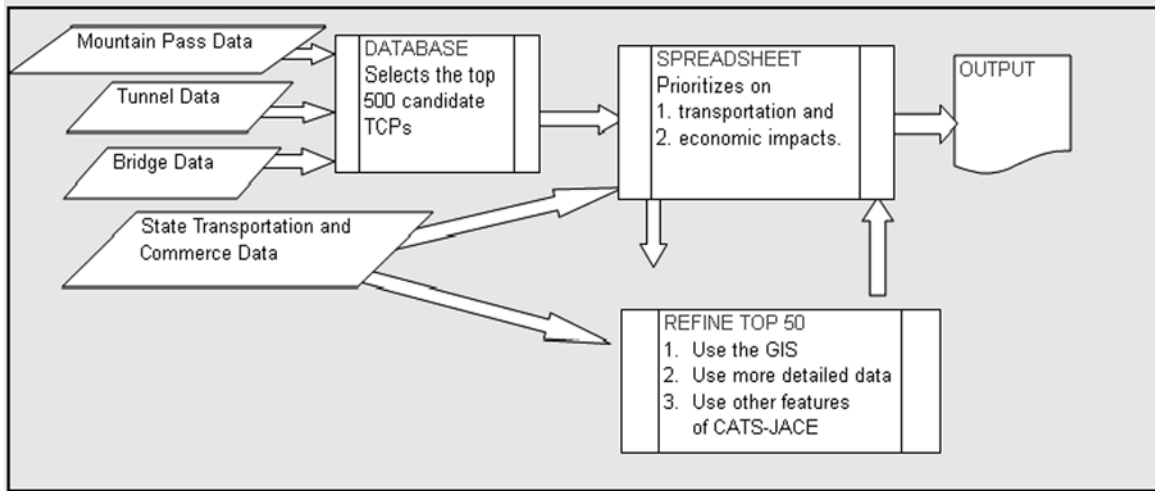 Mountain Pass Data
Tunnel Data
Bridge Data
State Transportation and
Commerce Data
DATABASE
Selects the top
500 candidate
TCPs
SPREADSHEET
Prioritizes on
1. transportation and
2. economic impacts.
OUTPUT
REFINE TOP 50
1. Use the GIS
2. Use more detailed data
3. Use other features
of CATS-JACE